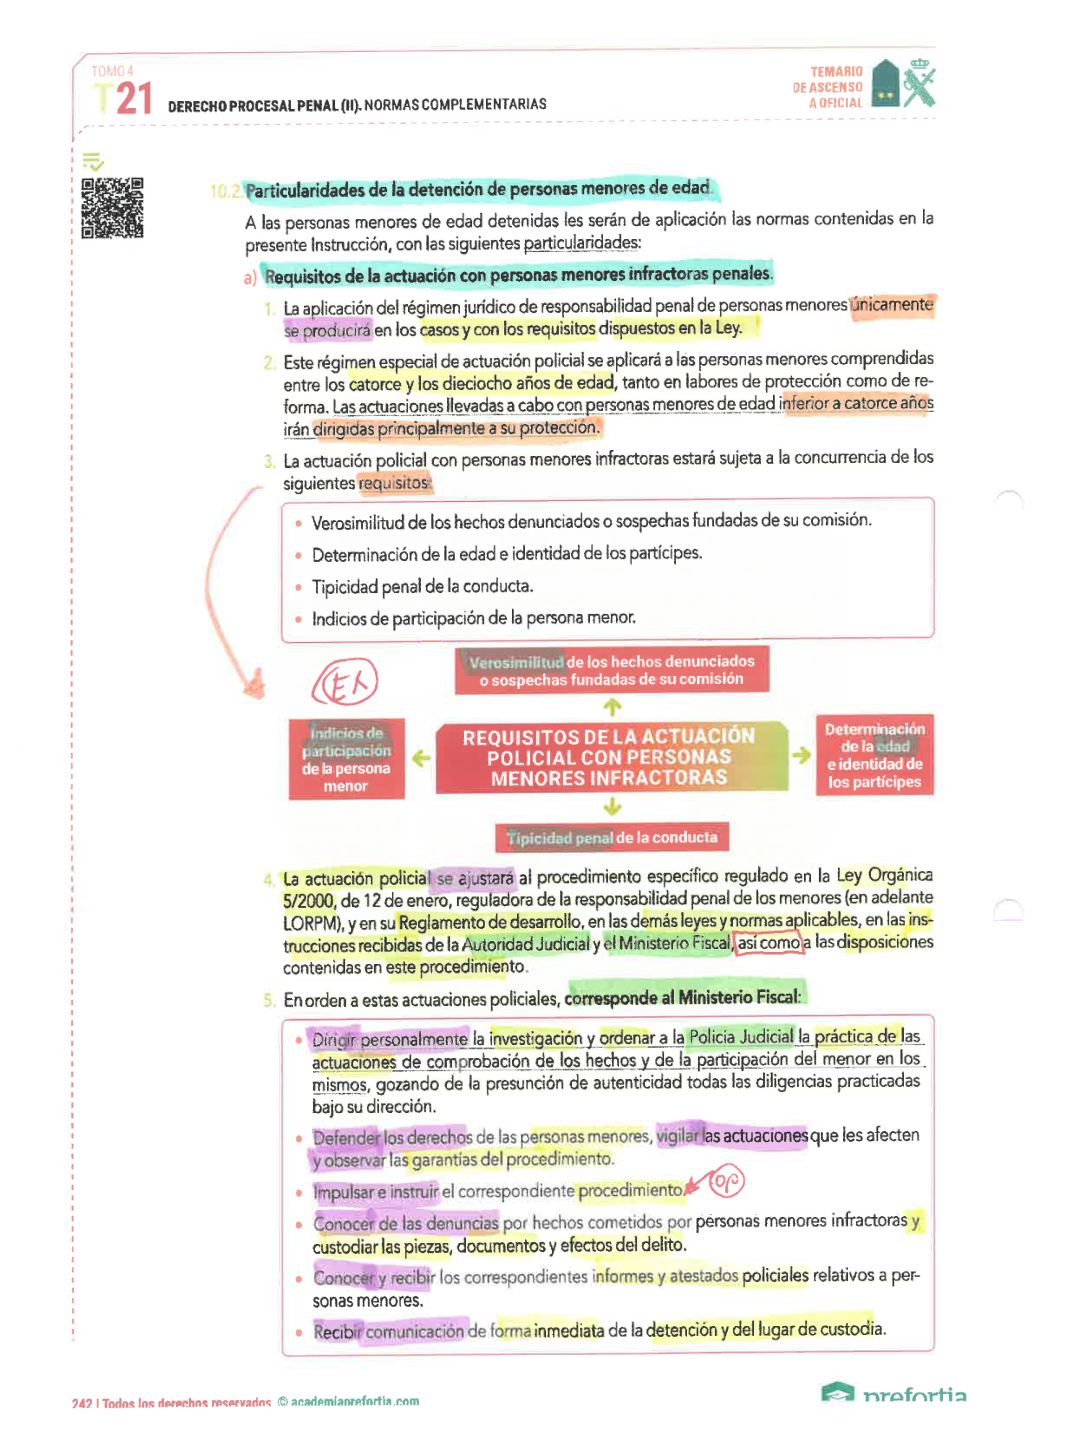 TOMO 4
T21 DERECHO PROCESAL PENAL (II). NORMAS COMPLEMENTARIAS
TEMARIO
DE ASCENSO
A OFICIAL
10.2 Particularidades de la detención de personas menores de edad.
A las personas menores de edad detenidas les serán de aplicación las normas contenidas en la
presente Instrucción, con las siguientes particularidades:
a) Requisitos de la actuación con personas menores infractoras penales.
1. La aplicación del régimen jurídico de responsabilidad penal de personas menores únicamente
se producirá en los casos y con los requisitos dispuestos en la Ley.
2. Este régimen especial de actuación policial se aplicará a las personas menores comprendidas
entre los catorce y los dieciocho años de edad, tanto en labores de protección como de re-
forma. Las actuaciones llevadas a cabo con personas menores de edad inferior a catorce años
irán dirigidas principalmente a su protección.
3. La actuación policial con personas menores infractoras estará sujeta a la concurrencia de los
siguientes requisitos:
• Verosimilitud de los hechos denunciados o sospechas fundadas de su comisión.
• Determinación de la edad e identidad de los partícipes.
• Tipicidad penal de la conducta.
• Indicios de participación de la persona menor.
Verosimilitud de los hechos denunciados
o sospechas fundadas de su comisión
EX
Indicios de
participación
de la persona
menor
REQUISITOS DE LA ACTUACIÓN
POLICIAL CON PERSONAS
MENORES INFRACTORAS
Determinación
de la edad
e identidad de
los partícipes
Tipicidad penal de la conducta
4. La actuación policial se ajustará al procedimiento específico regulado en la Ley Orgánica
5/2000, de 12 de enero, reguladora de la responsabilidad penal de los menores (en adelante
LORPM), y en su Reglamento de desarrollo, en las demás leyes y normas aplicables, en las ins-
trucciones recibidas de la Autoridad Judicial y el Ministerio Fiscal, así como a las disposiciones
contenidas en este procedimiento.
5. En orden a estas actuaciones policiales, corresponde al Ministerio Fiscal:
• Dirigir personalmente la investigación y ordenar a la Policia Judicial la práctica de las
actuaciones de comprobación de los hechos y de la participación del menor en los
mismos, gozando de la presunción de autenticidad todas las diligencias practicadas
bajo su dirección.
• Defender los derechos de las personas menores, vigilar las actuaciones que les afecten
y observar las garantías del procedimiento.
• Impulsar e instruir el correspondiente procedimiento. op
• Conocer de las denuncias por hechos cometidos por personas menores infractoras y
custodiar las piezas, documentos y efectos del delito.
• Conocer y recibir los correspondientes informes y atestados policiales relativos a per-
sonas menores.
• Recibir comunicación de forma inmediata de la detención y del lugar de custodia.
242 | Todos los derechos reservados © academiaprefortia.com
prefortia